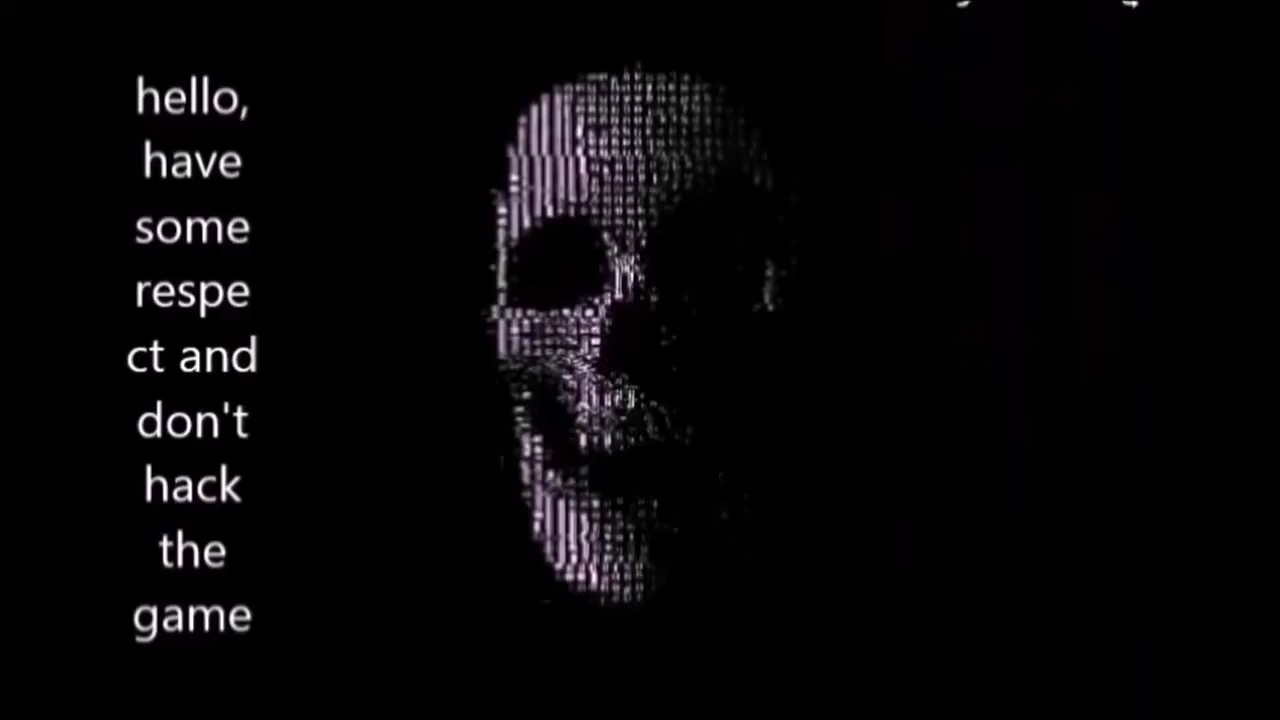 hello,
have
some
respe
ct and
don't
hack
the
game